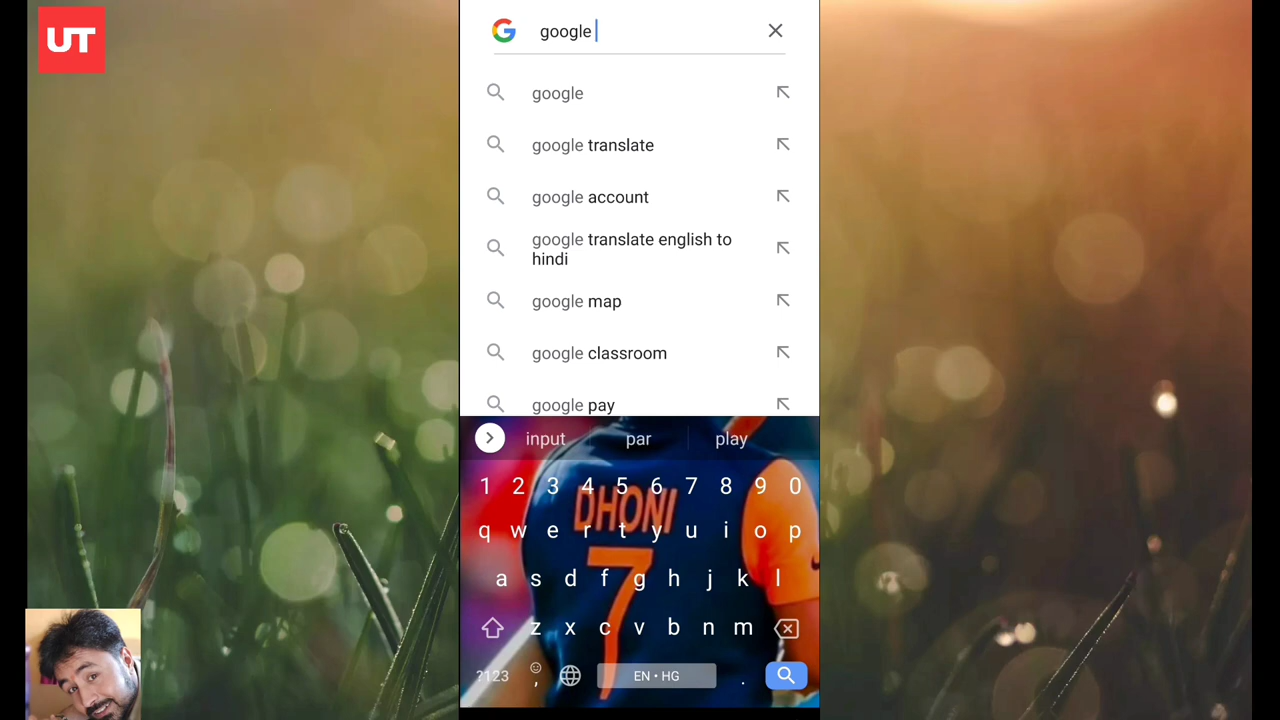 UT
google
google
google translate
google account
google translate english to
hindi
google map
google classroom
google pay
input par play
1 2 3 4 5 6 7 8 9 0
DHONI
q w e r t y u i o p
7
a s d f g h j k l
z x c v b n m
?123 , EN • HG .